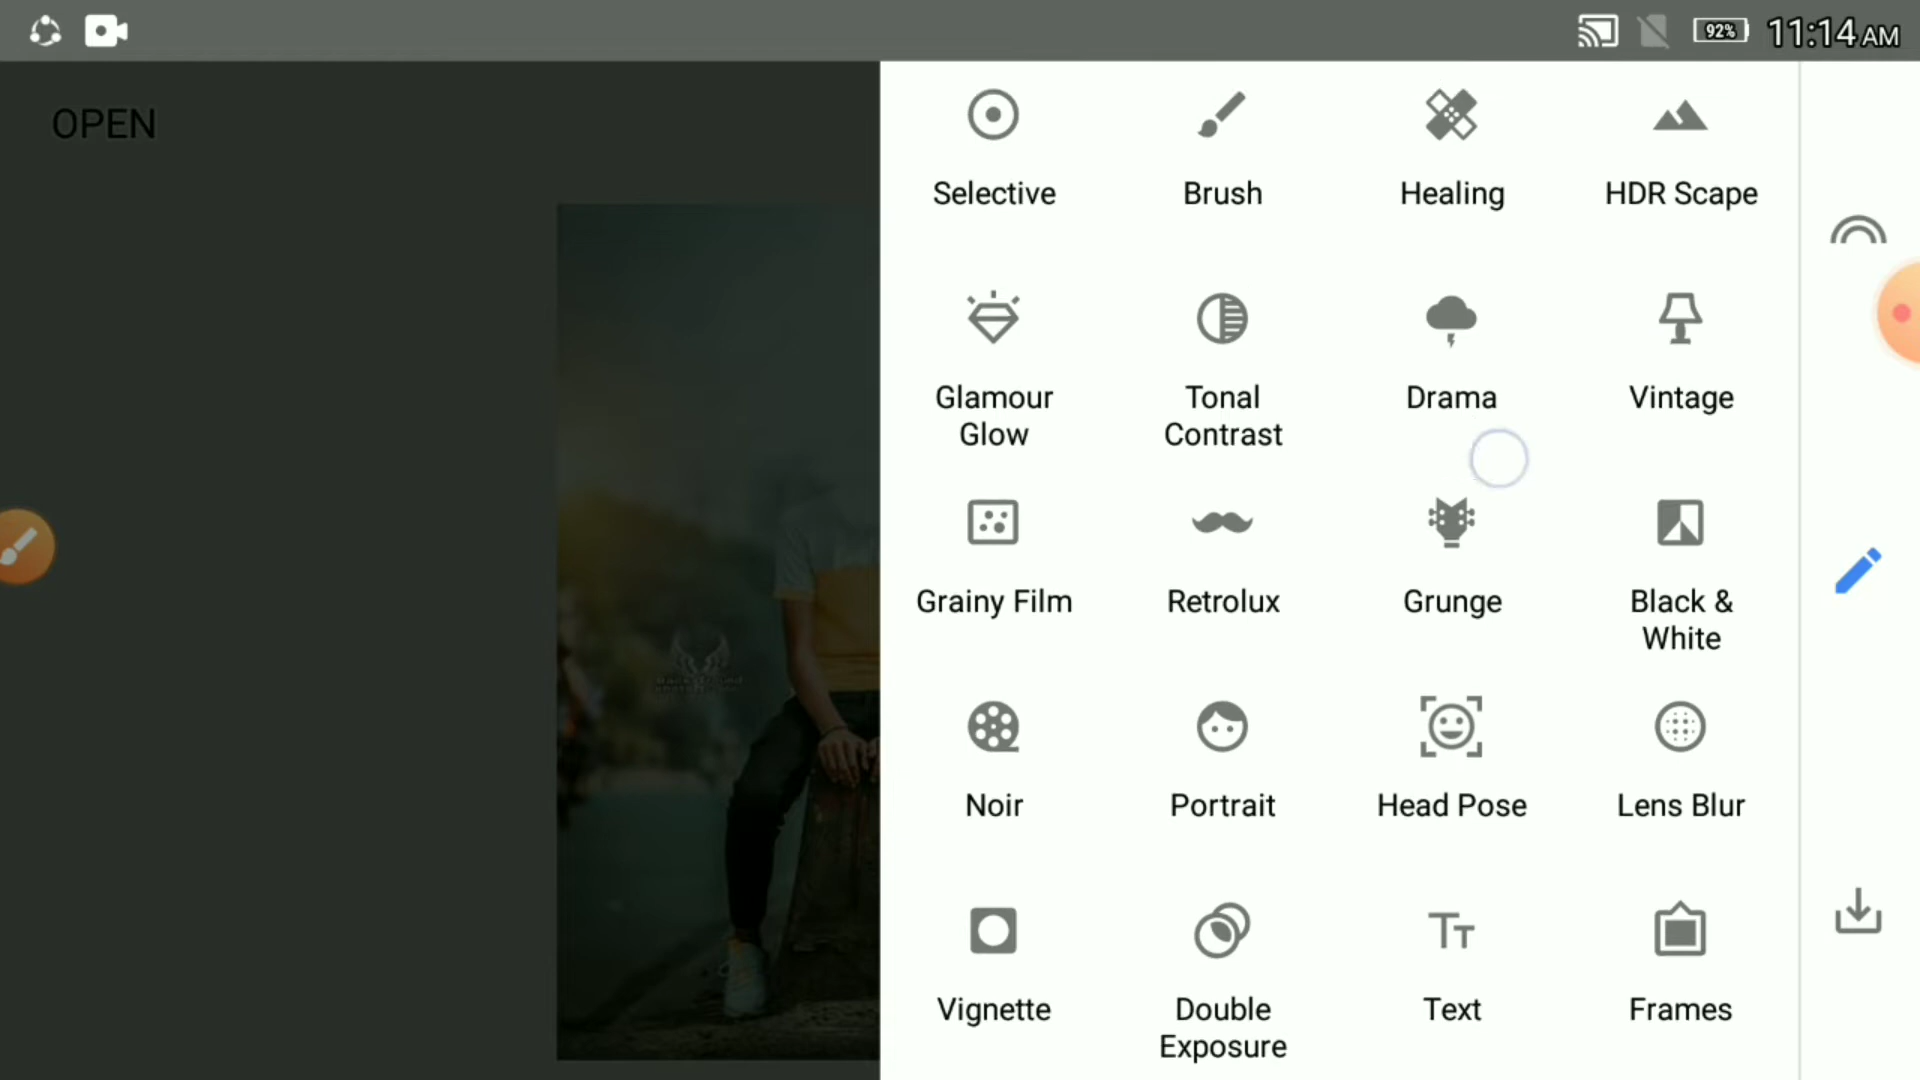 92%
11:14 AM
OPEN
Selective
Brush
Healing
HDR Scape
Glamour
Glow
Tonal
Contrast
Drama
Vintage
Grainy Film
Retrolux
Grunge
Black &
White
Noir
Portrait
Head Pose
Lens Blur
Vignette
Double
Exposure
Text
Frames